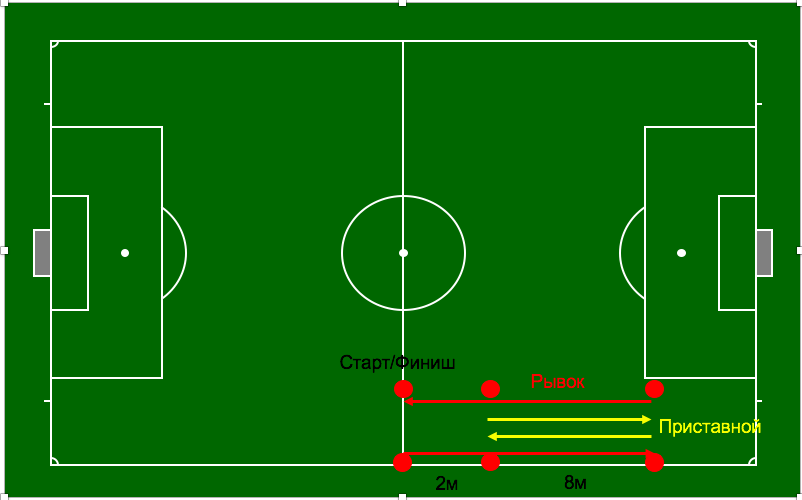 Старт/Финиш
Рывок
Приставной
2м
8м